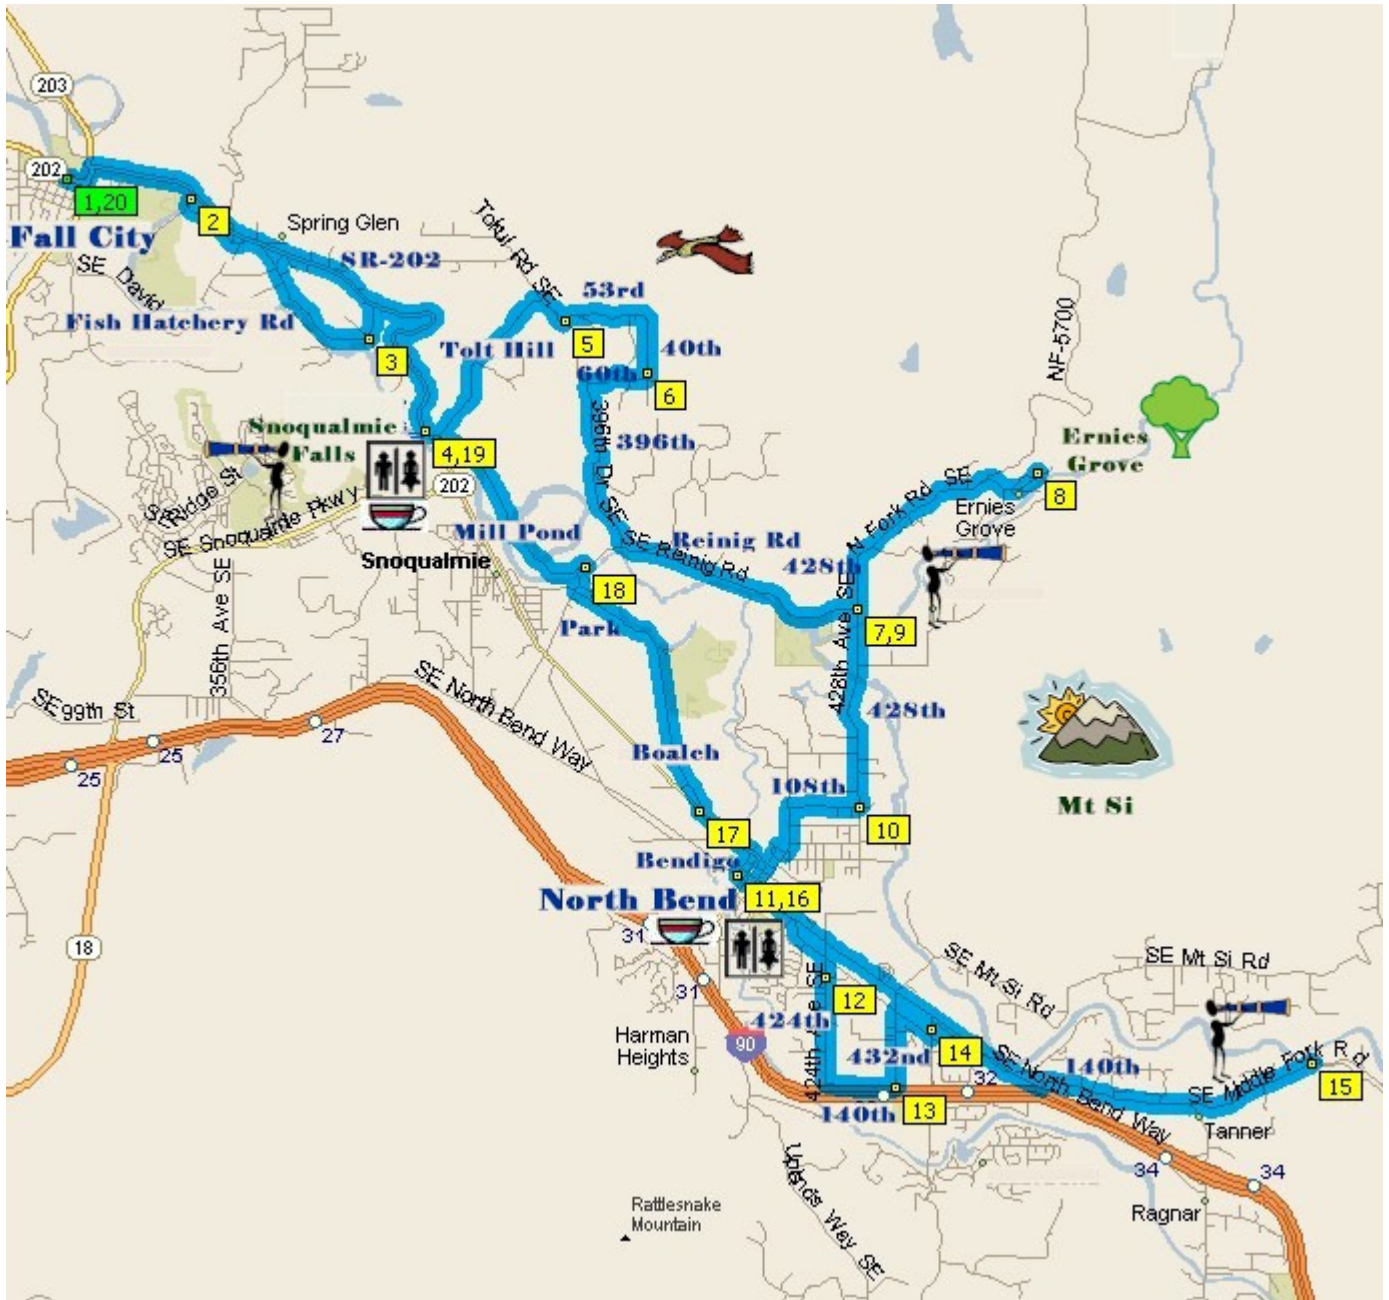 203
202
1,20
2
Spring Glen
Fall City
SE David
SR-202
Tokul Rd SE
53rd
Fish Hatchery Rd
3
Tolt Hill
5
40th
60th
6
NF-5700
Snoqualmie
Falls
396th
396th Dr SE
4,19
202
Ernies
Grove
8
N Fork Rd SE
Ernies
Grove
SE Ridge St
SE Snoqualmie Pkwy
Mill Pond
Snoqualmie
Reinig Rd
SE Reinig Rd
428th
18
Park
7,9
356th Ave SE
428th Ave SE
428th
SE North Bend Way
SE 99th St
27
25
25
Boalch
108th
Mt Si
17
10
Bendigo
North Bend
11,16
31
18
SE Mt Si Rd
SE Mt Si Rd
31
12
424th
424th Ave SE
Harman
Heights
90
432nd
14
SE North Bend Way
140th
32
SE Middle Fork Rd
15
140th
13
Tanner
34
34
Uplnds Way SE
Ragnar
Rattlesnake
Mountain